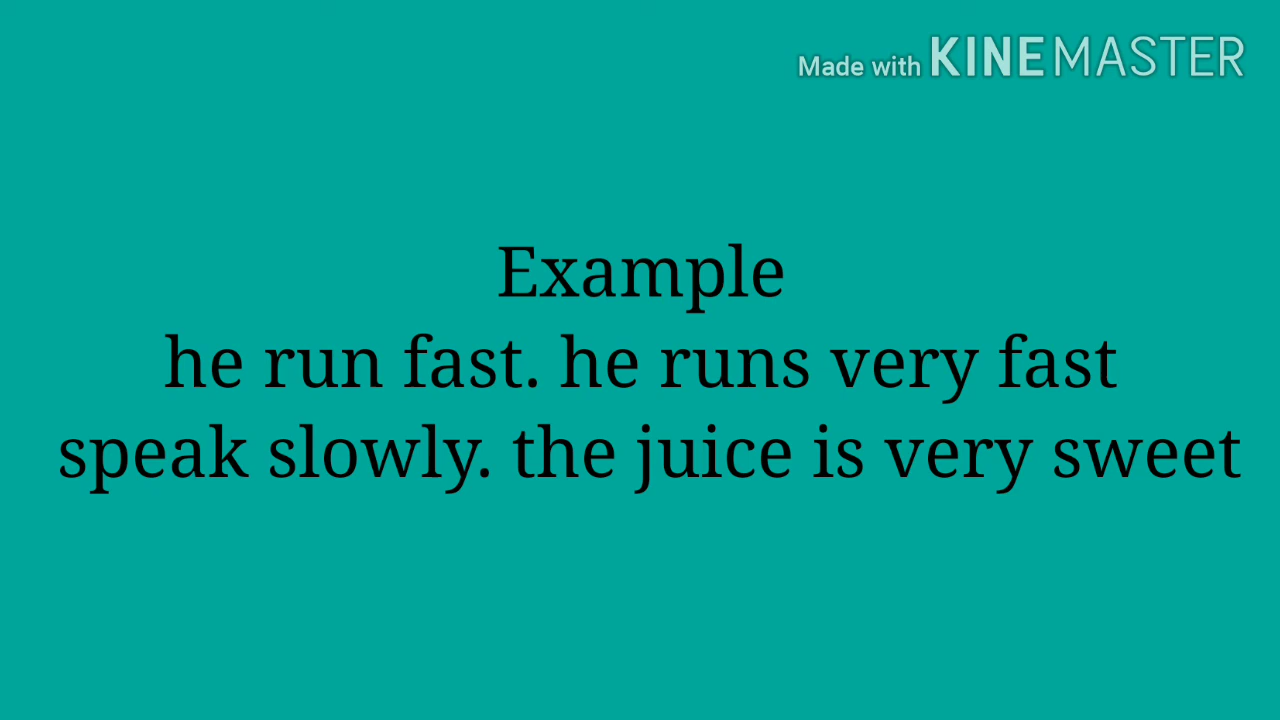 Made with KINEMASTER
Example
he run fast. he runs very fast
speak slowly. the juice is very sweet